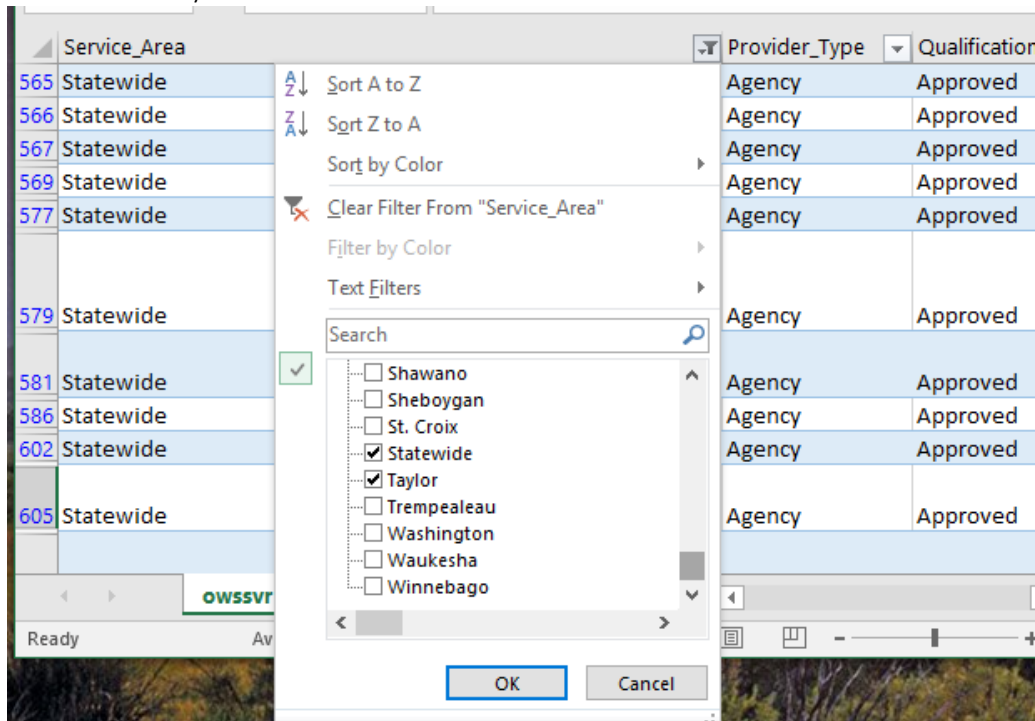 Service_Area Provider_Type Qualification
565 Statewide Agency Approved
566 Statewide Agency Approved
567 Statewide Agency Approved
569 Statewide Agency Approved
577 Statewide Agency Approved
579 Statewide Agency Approved
581 Statewide Agency Approved
586 Statewide Agency Approved
602 Statewide Agency Approved
605 Statewide Agency Approved
Sort A to Z
Sort Z to A
Sort by Color
Clear Filter From "Service_Area"
Filter by Color
Text Filters
Search
Shawano
Sheboygan
St. Croix
Statewide
Taylor
Trempealeau
Washington
Waukesha
Winnebago
OK Cancel
owssvr
Ready Av